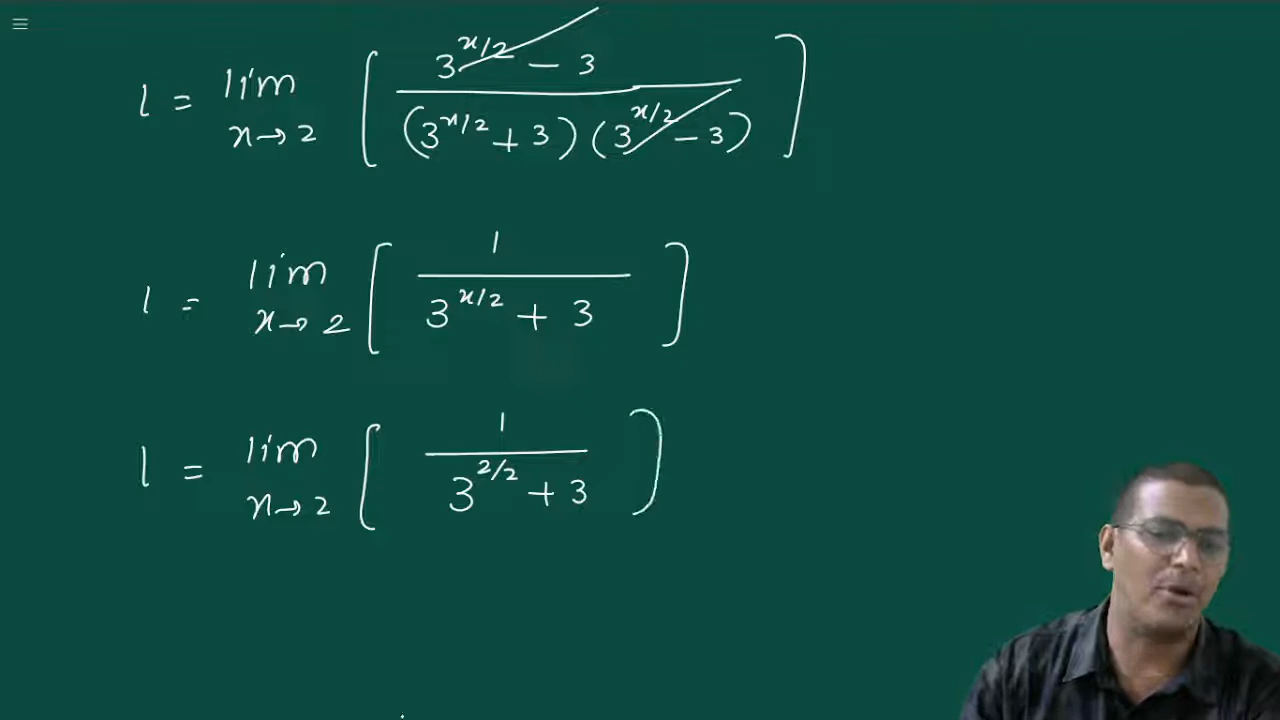 l = lim x→2 [ (3^{x/2} − 3) / ((3^{x/2} + 3)(3^{x/2} − 3)) ]
l = lim x→2 [ 1 / (3^{x/2} + 3) ]
l = lim x→2 [ 1 / (3^{2/2} + 3) ]